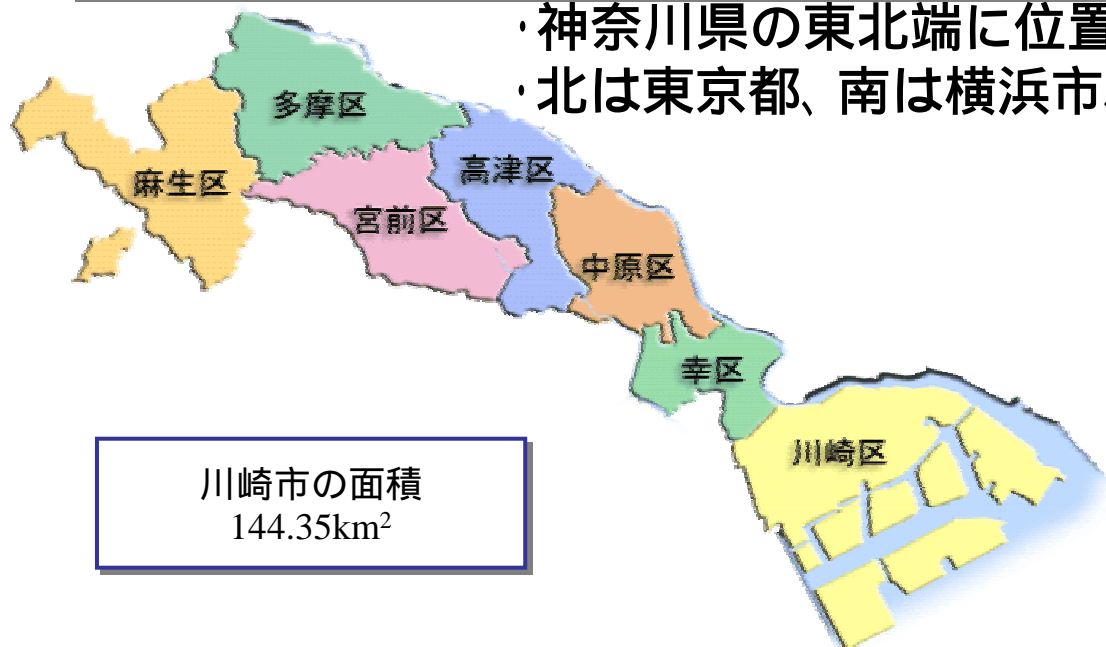 ・神奈川県の東北端に位置
・北は東京都、南は横浜市、
多摩区
高津区
麻生区
宮前区
中原区
幸区
川崎区
川崎市の面積
144.35km²